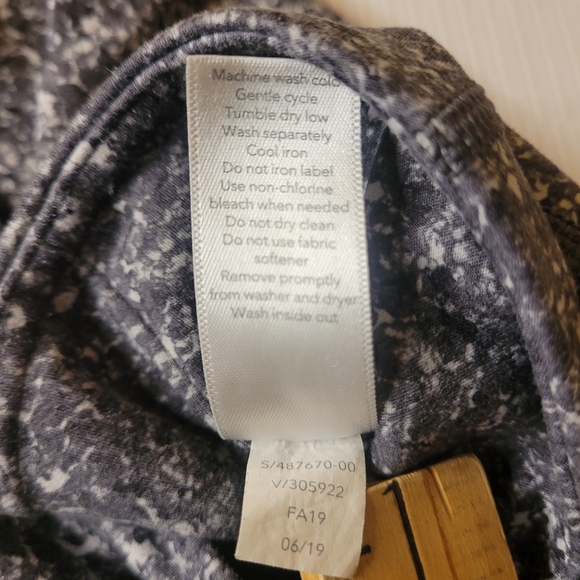 Machine wash cold
Gentle cycle
Tumble dry low
Wash separately
Cool iron
Do not iron label
Use non-chlorine
bleach when needed
Do not dry clean
Do not use fabric
softener
Remove promptly
from washer and dryer
Wash inside out
S/487670-00
V/305922
FA19
06/19
1